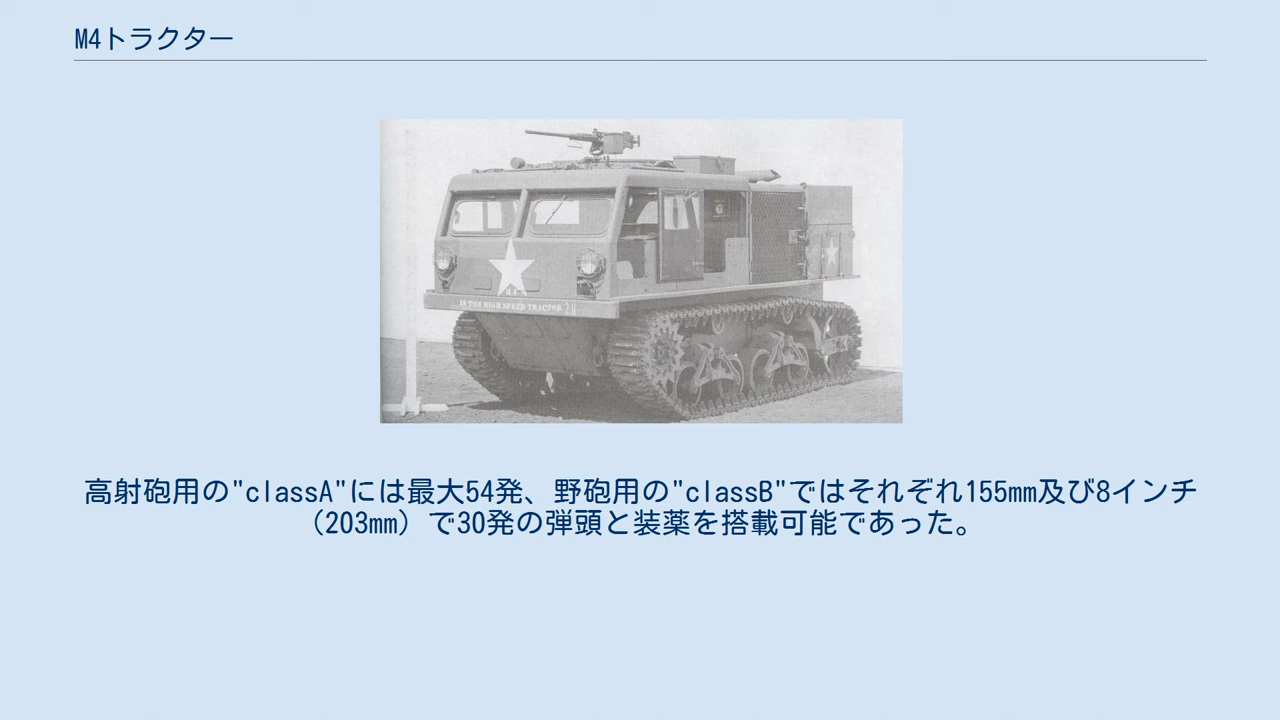 M4トラクター
18 TON HIGH SPEED TRACTOR 20
高射砲用の"classA"には最大54発、野砲用の"classB"ではそれぞれ155mm及び8インチ
（203mm）で30発の弾頭と装薬を搭載可能であった。